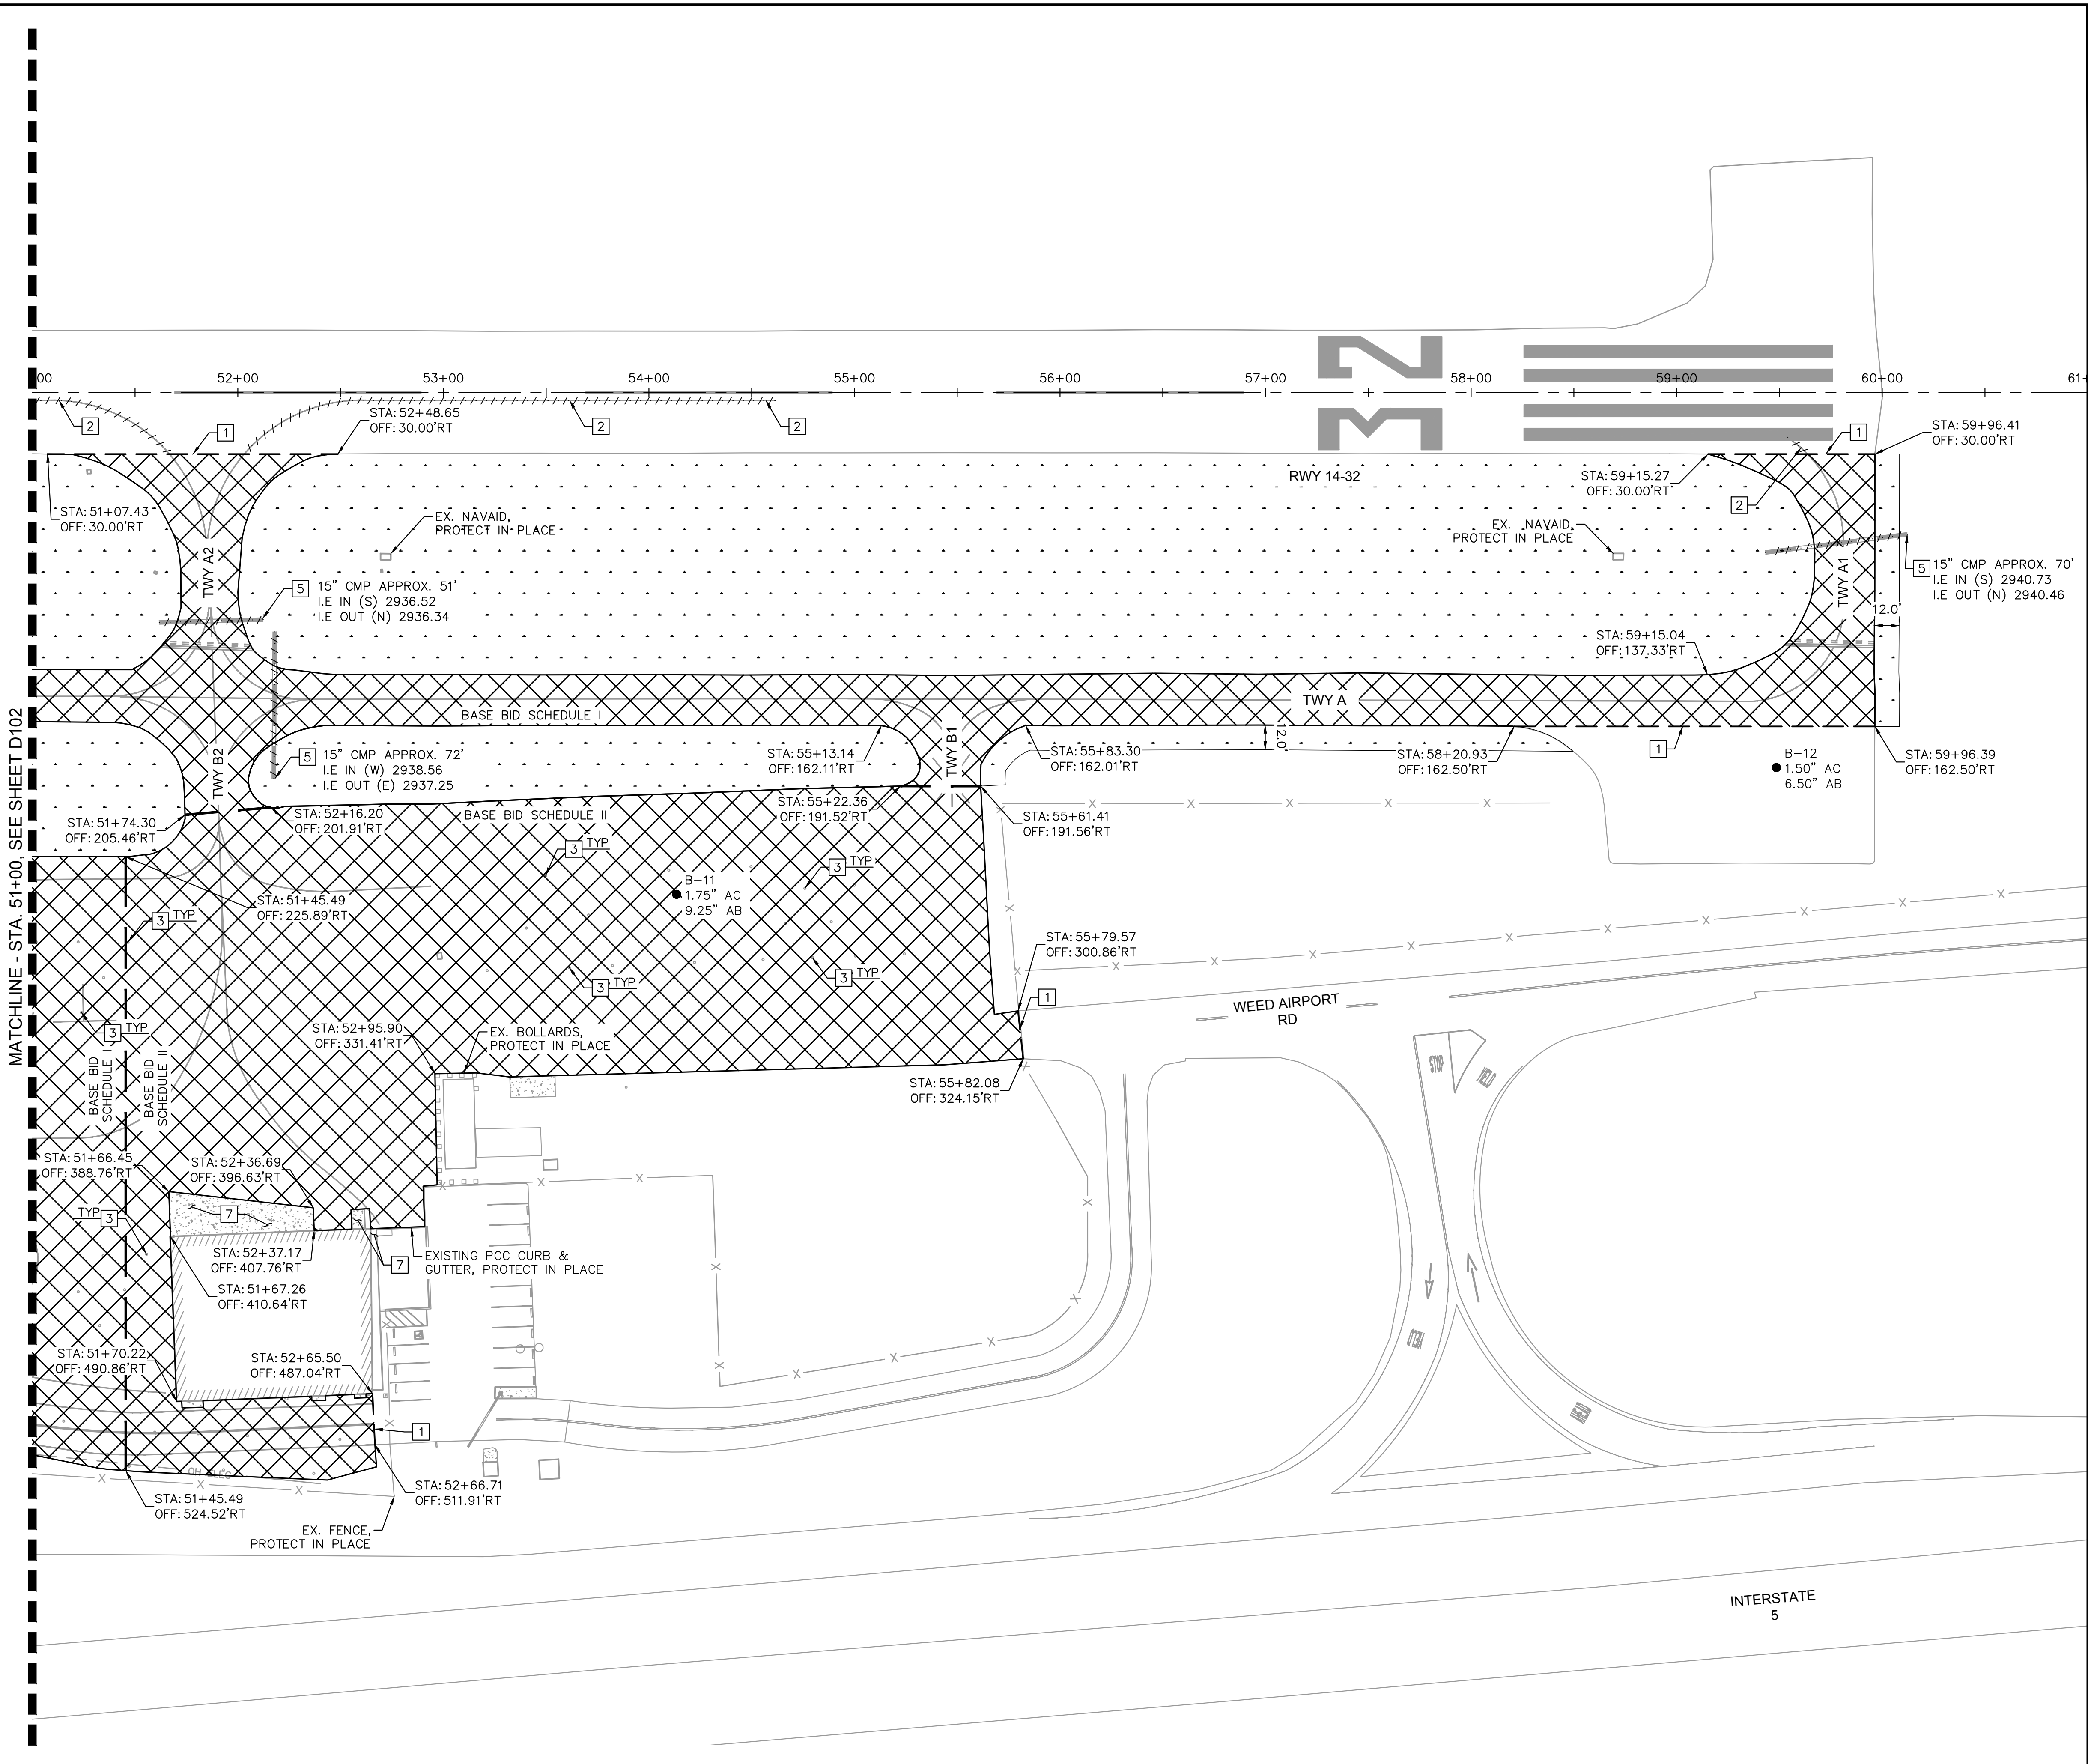 MATCHLINE - STA. 51+00, SEE SHEET D102
00
52+00
53+00
54+00
55+00
56+00
57+00
58+00
59+00
60+00
61+
32
2
1
STA: 52+48.65
OFF: 30.00'RT
2
2
1
STA: 59+96.41
OFF: 30.00'RT
RWY 14-32
STA: 59+15.27
OFF: 30.00'RT
2
STA: 51+07.43
OFF: 30.00'RT
EX. NAVAID,
PROTECT IN PLACE
EX. NAVAID,
PROTECT IN PLACE
TWY A2
TWY A1
5
15" CMP APPROX. 51'
I.E IN (S) 2936.52
I.E OUT (N) 2936.34
5
15" CMP APPROX. 70'
I.E IN (S) 2940.73
I.E OUT (N) 2940.46
12.0'
STA: 59+15.04
OFF: 137.33'RT
TWY A
BASE BID SCHEDULE I
TWY B2
TWY B1
12.0'
5
15" CMP APPROX. 72'
I.E IN (W) 2938.56
I.E OUT (E) 2937.25
STA: 55+13.14
OFF: 162.11'RT
STA: 55+83.30
OFF: 162.01'RT
STA: 58+20.93
OFF: 162.50'RT
1
B-12
1.50" AC
6.50" AB
STA: 59+96.39
OFF: 162.50'RT
STA: 51+74.30
OFF: 205.46'RT
STA: 52+16.20
OFF: 201.91'RT
BASE BID SCHEDULE II
STA: 55+22.36
OFF: 191.52'RT
STA: 55+61.41
OFF: 191.56'RT
3 TYP
3 TYP
B-11
1.75" AC
9.25" AB
STA: 51+45.49
OFF: 225.89'RT
3 TYP
3 TYP
3 TYP
STA: 55+79.57
OFF: 300.86'RT
1
WEED AIRPORT
RD
3 TYP
STA: 52+95.90
OFF: 331.41'RT
EX. BOLLARDS,
PROTECT IN PLACE
BASE BID
SCHEDULE I
BASE BID
SCHEDULE II
STA: 55+82.08
OFF: 324.15'RT
STOP
STA: 51+66.45
OFF: 388.76'RT
STA: 52+36.69
OFF: 396.63'RT
TYP 3
7
STA: 52+37.17
OFF: 407.76'RT
7
EXISTING PCC CURB &
GUTTER, PROTECT IN PLACE
STA: 51+67.26
OFF: 410.64'RT
STA: 51+70.22
OFF: 490.86'RT
STA: 52+65.50
OFF: 487.04'RT
1
OH ELEC
STA: 52+66.71
OFF: 511.91'RT
STA: 51+45.49
OFF: 524.52'RT
EX. FENCE,
PROTECT IN PLACE
INTERSTATE
5